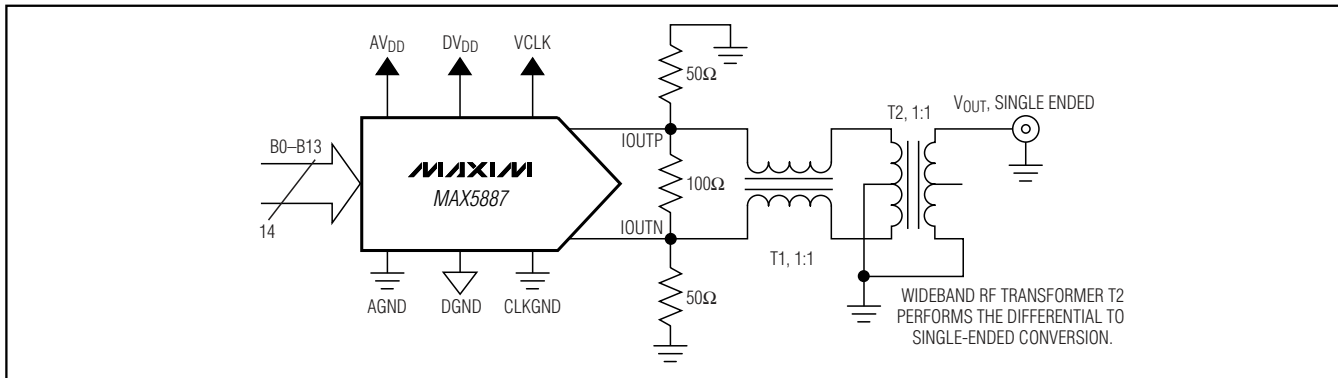 AVDD DVDD VCLK
50Ω
T2, 1:1
VOUT, SINGLE ENDED
IOUTP
B0–B13
MAXIM
MAX5887
100Ω
14
IOUTN
T1, 1:1
50Ω
AGND DGND CLKGND
WIDEBAND RF TRANSFORMER T2
PERFORMS THE DIFFERENTIAL TO
SINGLE-ENDED CONVERSION.